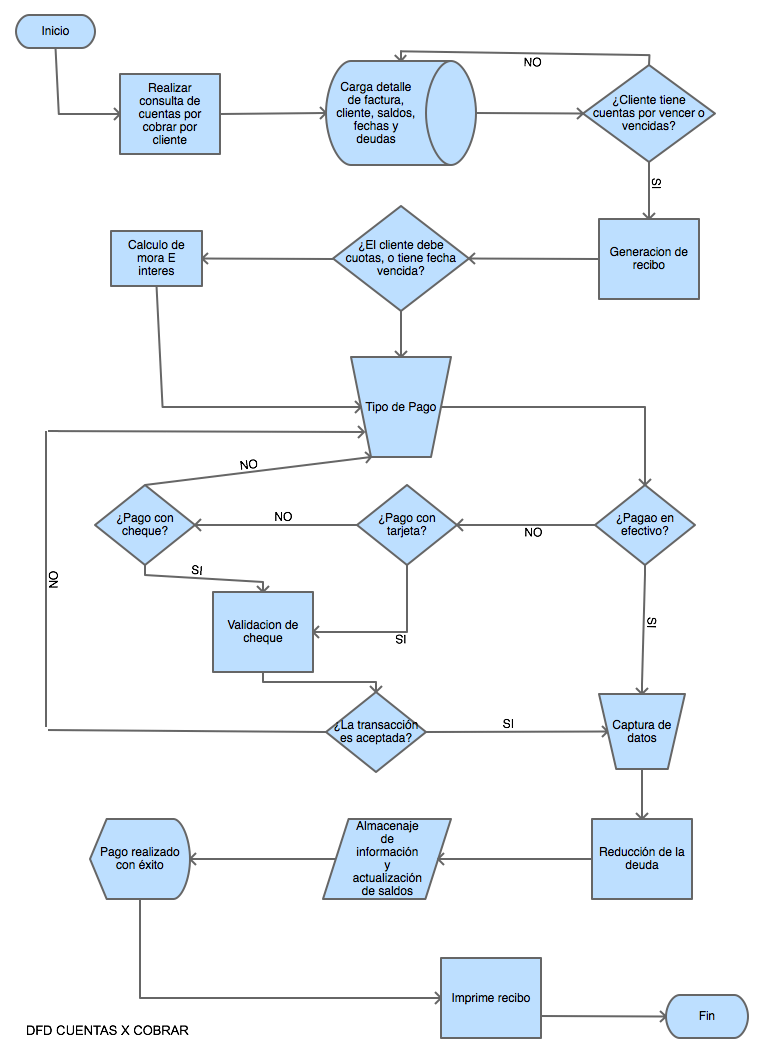 Inicio
Realizar
consulta de
cuentas por
cobrar por
cliente
Carga detalle
de factura,
cliente, saldos,
fechas y
deudas
NO
¿Cliente tiene
cuentas por vencer o
vencidas?
SI
Generacion de
recibo
¿El cliente debe
cuotas, o tiene fecha
vencida?
Calculo de
mora E
interes
Tipo de Pago
NO
¿Pago con
cheque?
NO
¿Pago con
tarjeta?
NO
¿Pagao en
efectivo?
NO
SI
Validacion de
cheque
SI
SI
¿La transacción
es aceptada?
SI
Captura de
datos
Reducción de la
deuda
Almacenaje
de
información
y
actualización
de saldos
Pago realizado
con éxito
Imprime recibo
Fin
DFD CUENTAS X COBRAR